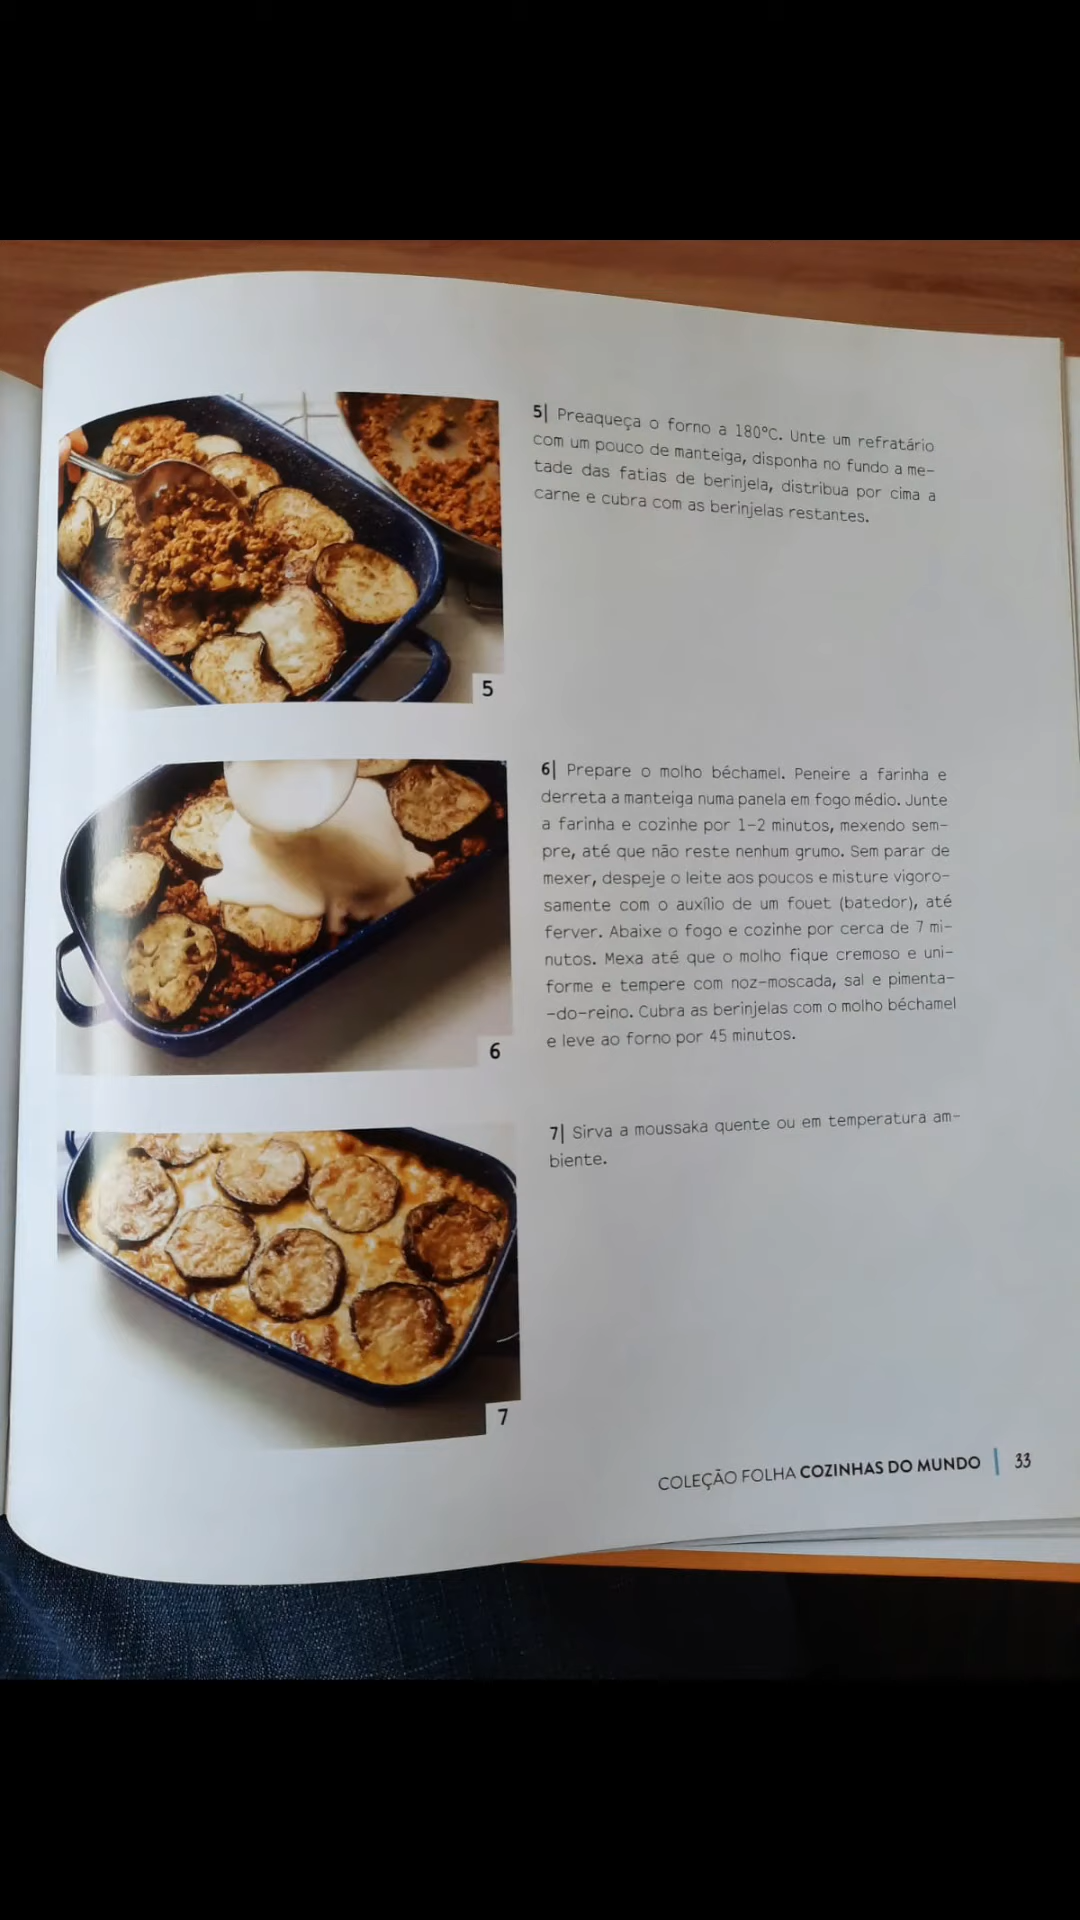 5| Preaqueça o forno a 180ºC. Unte um refratário
com um pouco de manteiga, disponha no fundo a me-
tade das fatias de berinjela, distribua por cima a
carne e cubra com as berinjelas restantes.
5
6| Prepare o molho béchamel. Peneire a farinha e
derreta a manteiga numa panela em fogo médio. Junte
a farinha e cozinhe por 1-2 minutos, mexendo sem-
pre, até que não reste nenhum grumo. Sem parar de
mexer, despeje o leite aos poucos e misture vigoro-
samente com o auxílio de um fouet (batedor), até
ferver. Abaixe o fogo e cozinhe por cerca de 7 mi-
nutos. Mexa até que o molho fique cremoso e uni-
forme e tempere com noz-moscada, sal e pimenta-
-do-reino. Cubra as berinjelas com o molho béchamel
e leve ao forno por 45 minutos.
6
7| Sirva a moussaka quente ou em temperatura am-
biente.
7
COLEÇÃO FOLHA COZINHAS DO MUNDO | 33